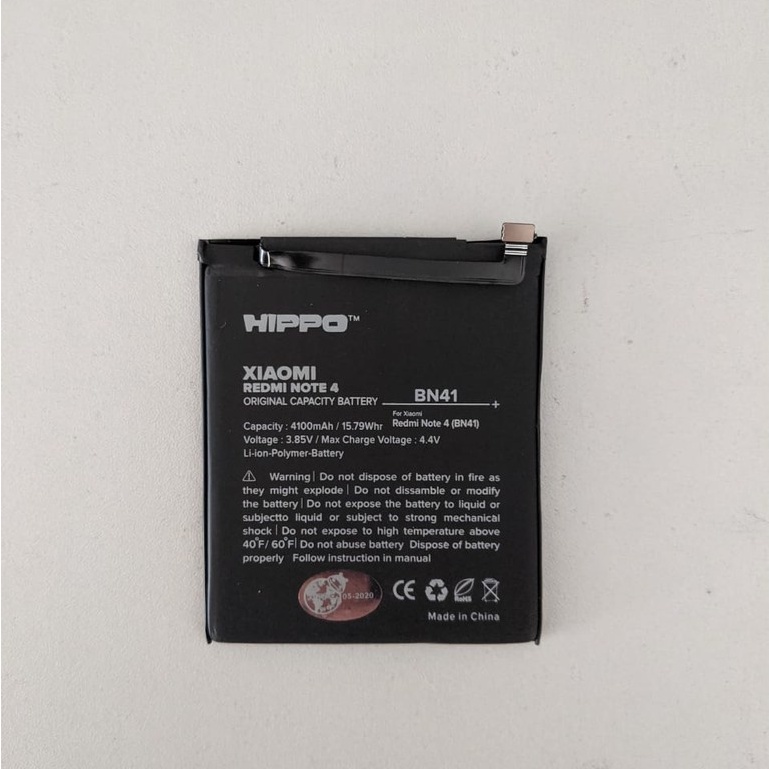 HIPPO™
XIAOMI
REDMI NOTE 4
ORIGINAL CAPACITY BATTERY
BN41
+
For Xiaomi
Redmi Note 4 (BN41)
Capacity : 4100mAh / 15.79Whr
Voltage : 3.85V / Max Charge Voltage : 4.4V
Li-ion-Polymer-Battery
Warning| Do not dispose of battery in fire as
they might explode| Do not dissamble or modify
the battery| Do not expose the battery to liquid or
subjectto liquid or subject to strong mechanical
shock| Do not expose to high temperature above
40°F/ 60°F| Do not abuse battery Dispose of battery
properly Follow instruction in manual
05-2020
CE
RoHS
Made in China